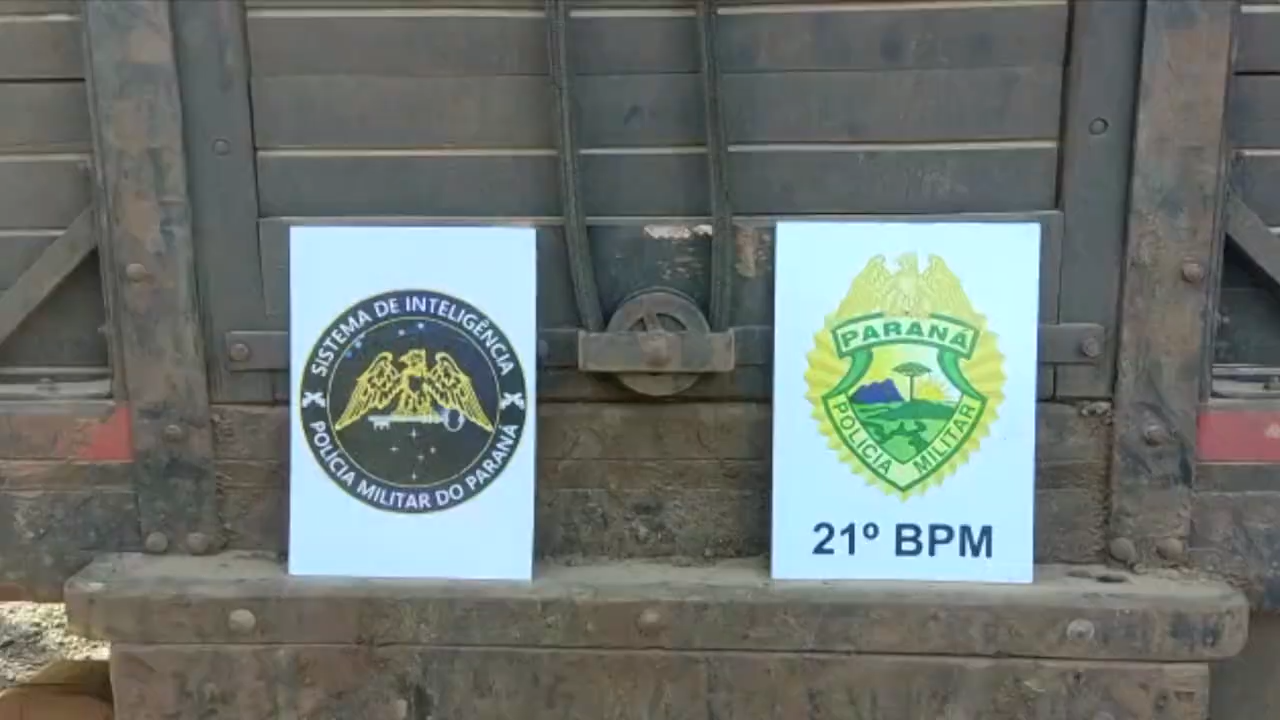 SISTEMA DE INTELIGÊNCIA
POLÍCIA MILITAR DO PARANÁ
PARANÁ
POLÍCIA MILITAR
21º BPM